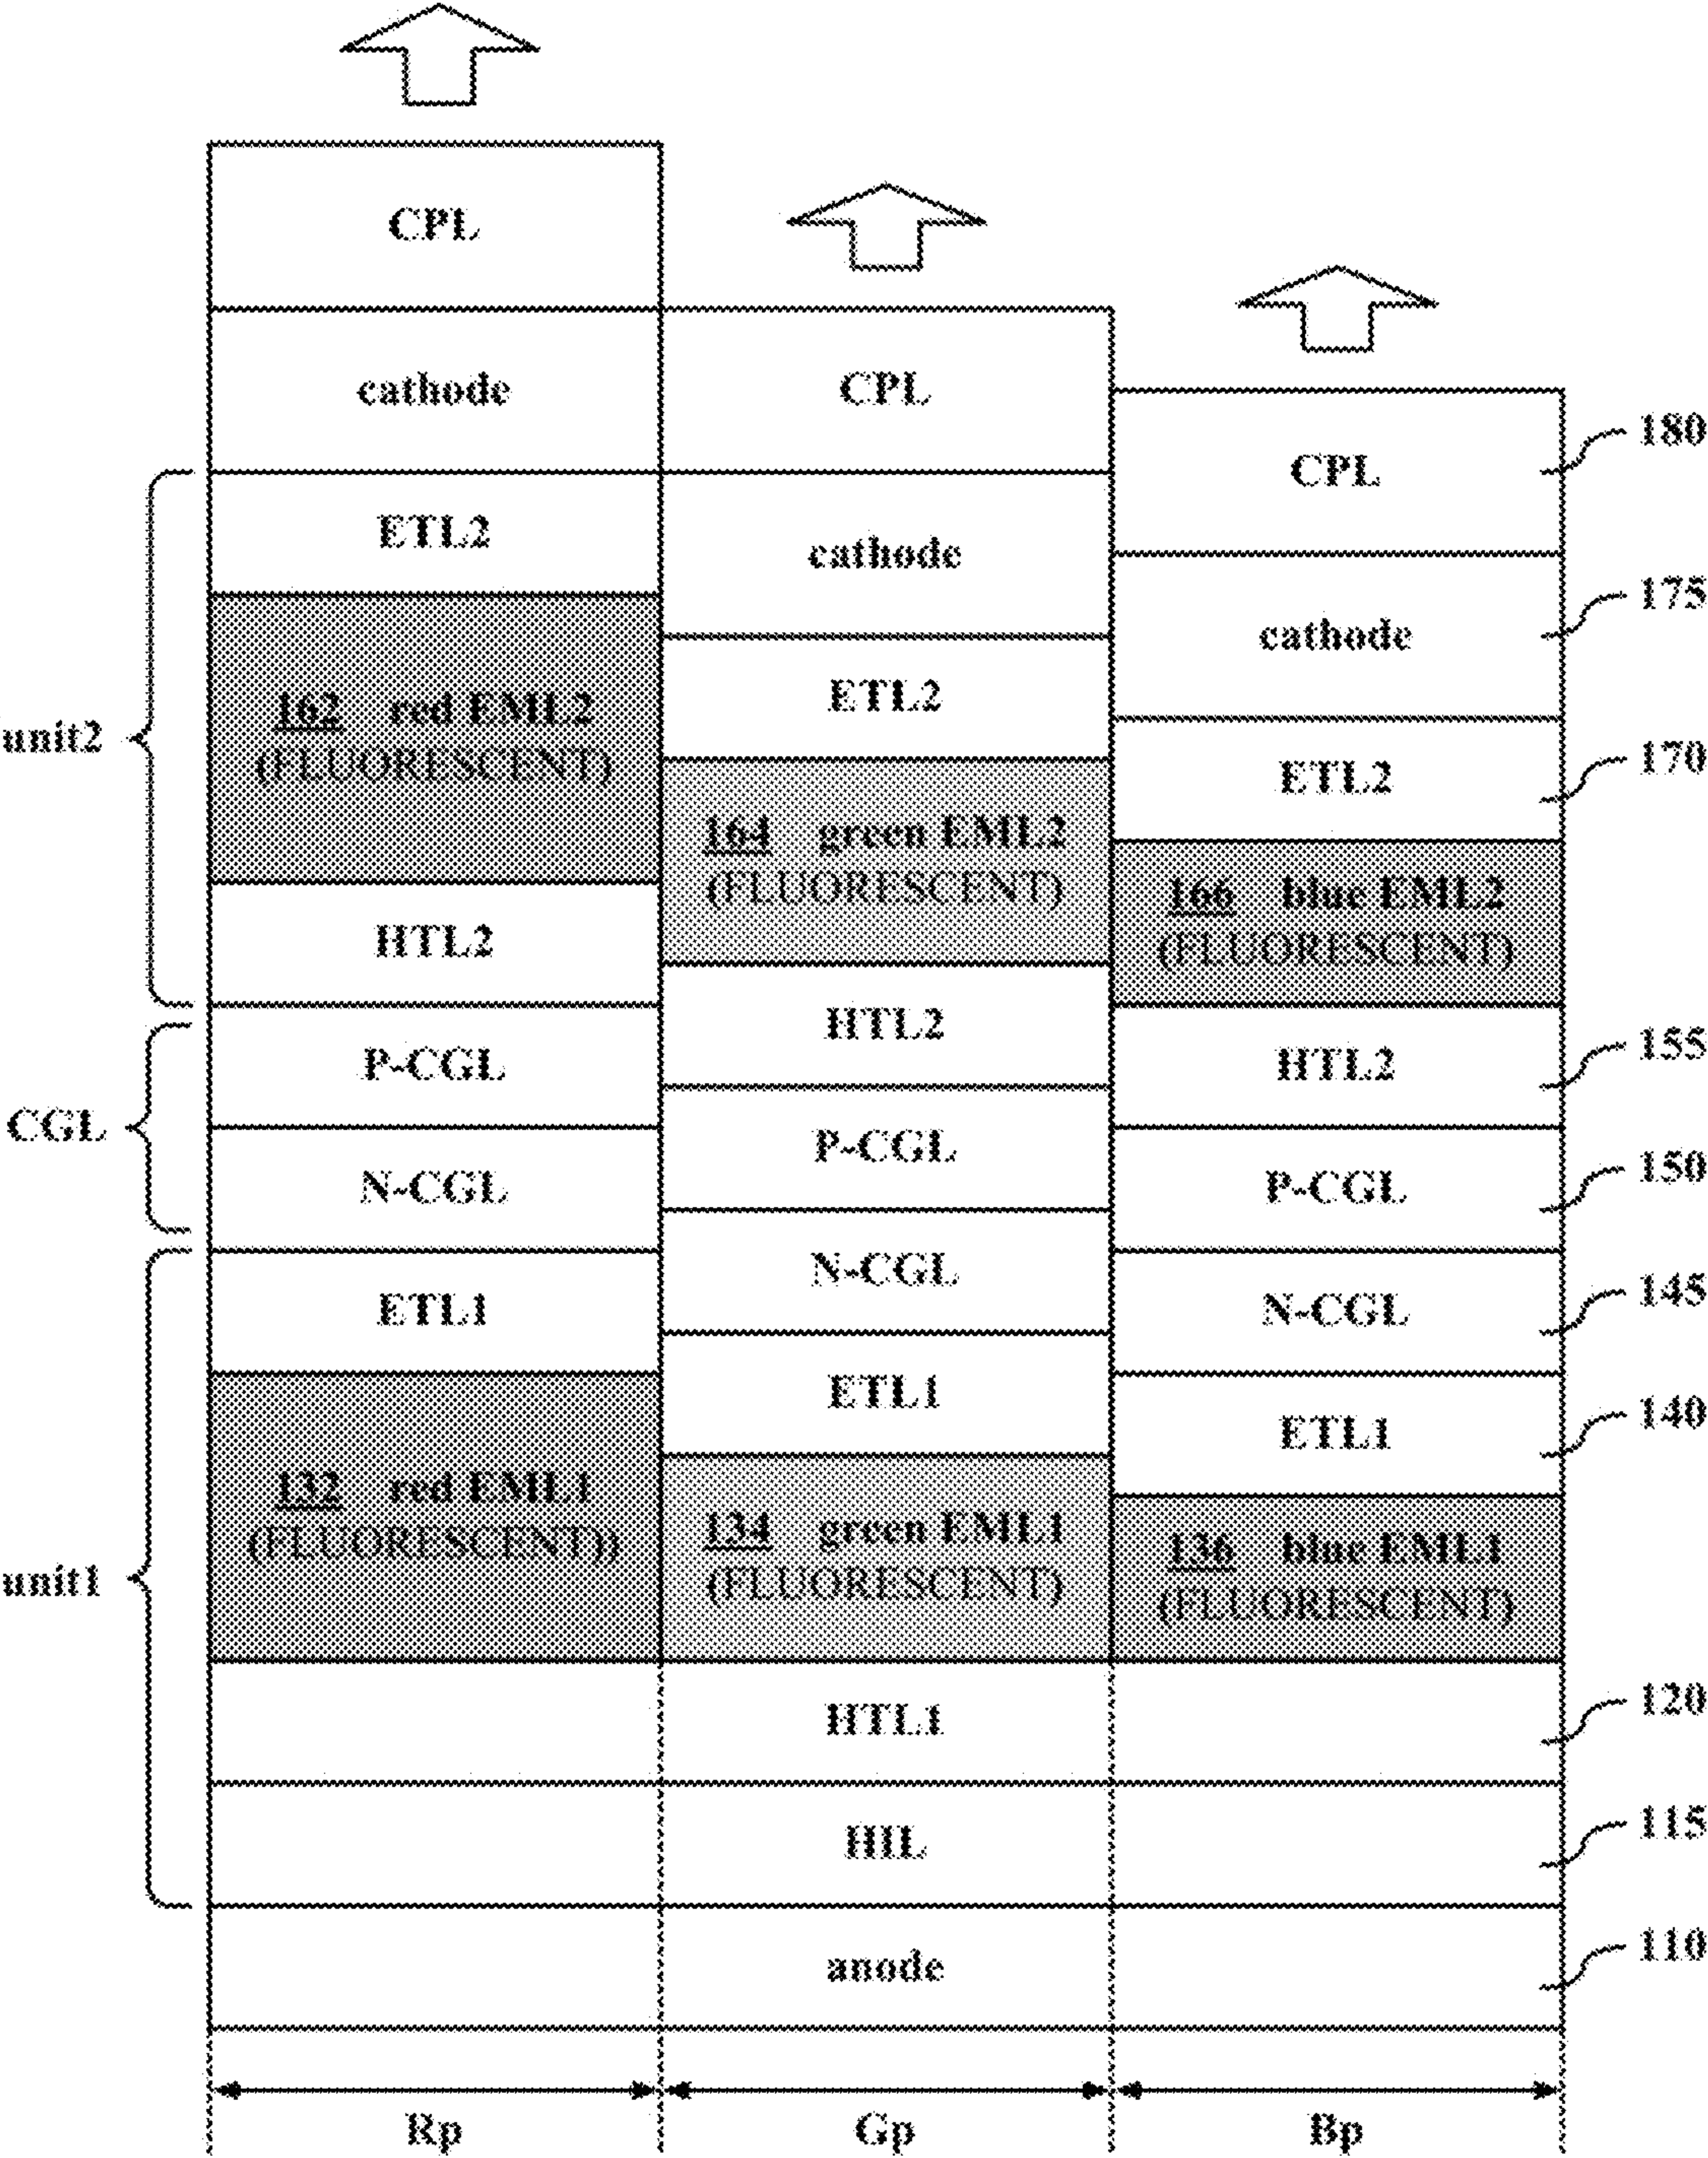 CPL
cathode
CPL
180
CPL
ETL2
cathode
175
cathode
unit2
162 red EML2
(FLUORESCENT)
ETL2
170
ETL2
164 green EML2
(FLUORESCENT)
166 blue EML2
(FLUORESCENT)
HTL2
HTL2
155
HTL2
CGL
P-CGL
P-CGL
150
P-CGL
N-CGL
N-CGL
145
N-CGL
ETL1
ETL1
140
ETL1
unit1
132 red EML1
(FLUORESCENT))
134 green EML1
(FLUORESCENT)
136 blue EML1
(FLUORESCENT)
HTL1
120
HIL
115
anode
110
Rp
Gp
Bp